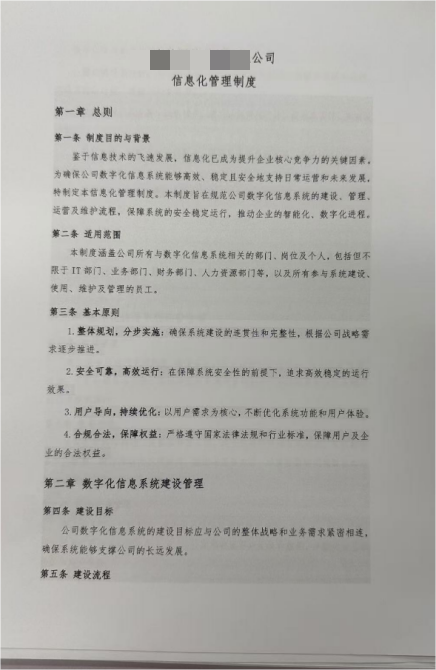 公司
信息化管理制度
第一章 总则
第一条 制度目的与背景
鉴于信息技术的飞速发展，信息化已成为提升企业核心竞争力的关键因素。
为确保公司数字化信息系统能够高效、稳定且安全地支持日常运营和未来发展，
特制定本信息化管理制度。本制度旨在规范公司数字化信息系统的建设、管理、
运营及维护流程，保障系统的安全稳定运行，推动企业的智能化、数字化进程。
第二条 适用范围
本制度涵盖公司所有与数字化信息系统相关的部门、岗位及个人，包括但不
限于 IT 部门、业务部门、财务部门、人力资源部门等，以及所有参与系统建设、
使用、维护及管理的员工。
第三条 基本原则
1.整体规划，分步实施：确保系统建设的连贯性和完整性，根据公司战略需
求逐步推进。
2.安全可靠，高效运行：在保障系统安全性的前提下，追求高效稳定的运行
效果。
3.用户导向，持续优化：以用户需求为核心，不断优化系统功能和用户体验。
4.合规合法，保障权益：严格遵守国家法律法规和行业标准，保障用户及企
业的合法权益。
第二章 数字化信息系统建设管理
第四条 建设目标
公司数字化信息系统的建设目标应与公司的整体战略和业务需求紧密相连，
确保系统能够支撑公司的长远发展。
第五条 建设流程